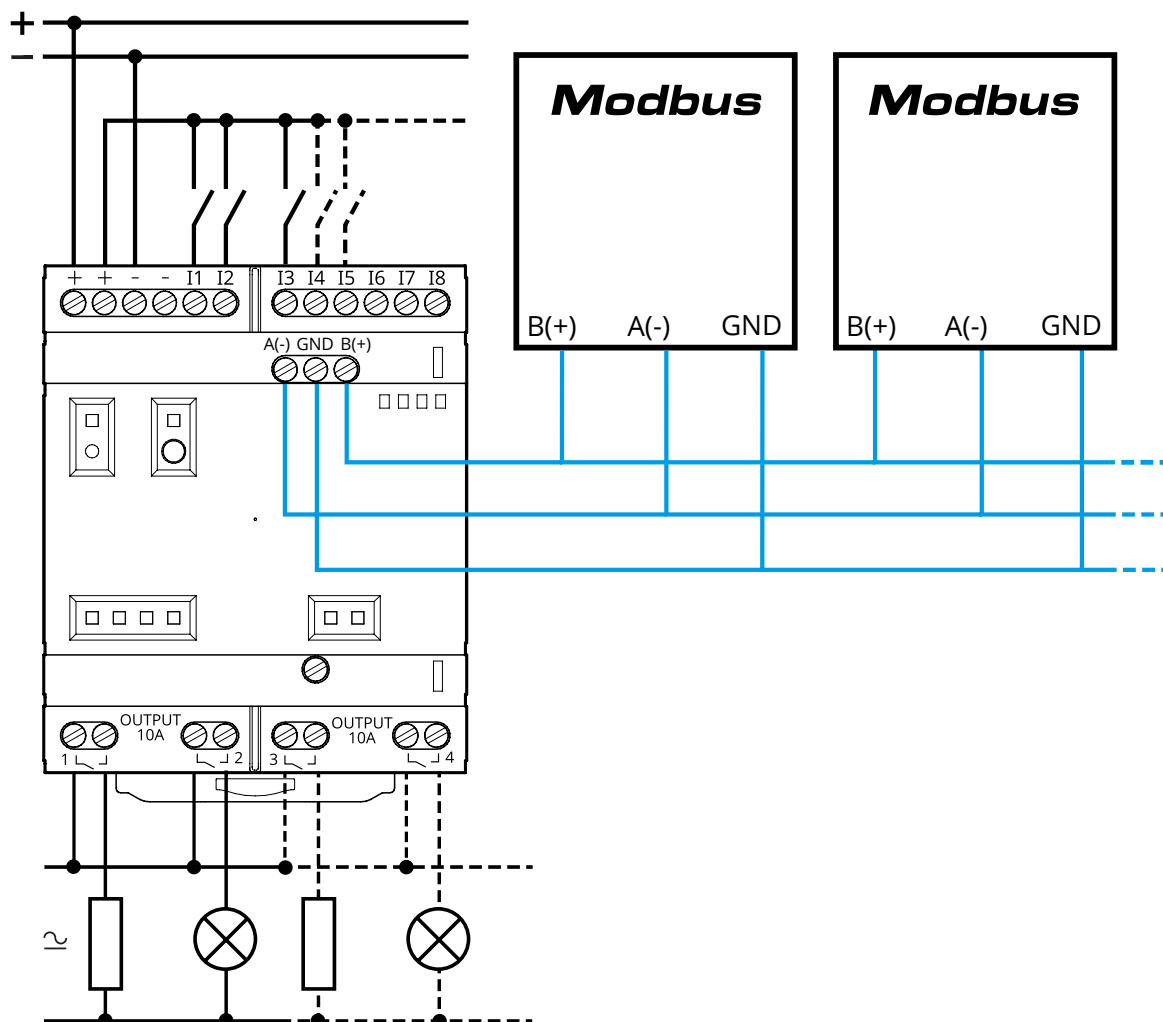 +
−
Modbus Modbus
+ + - - I1 I2 I3 I4 I5 I6 I7 I8
B(+) A(-) GND B(+) A(-) GND
A(-) GND B(+)
OUTPUT OUTPUT
10A 10A
1 2 3 4